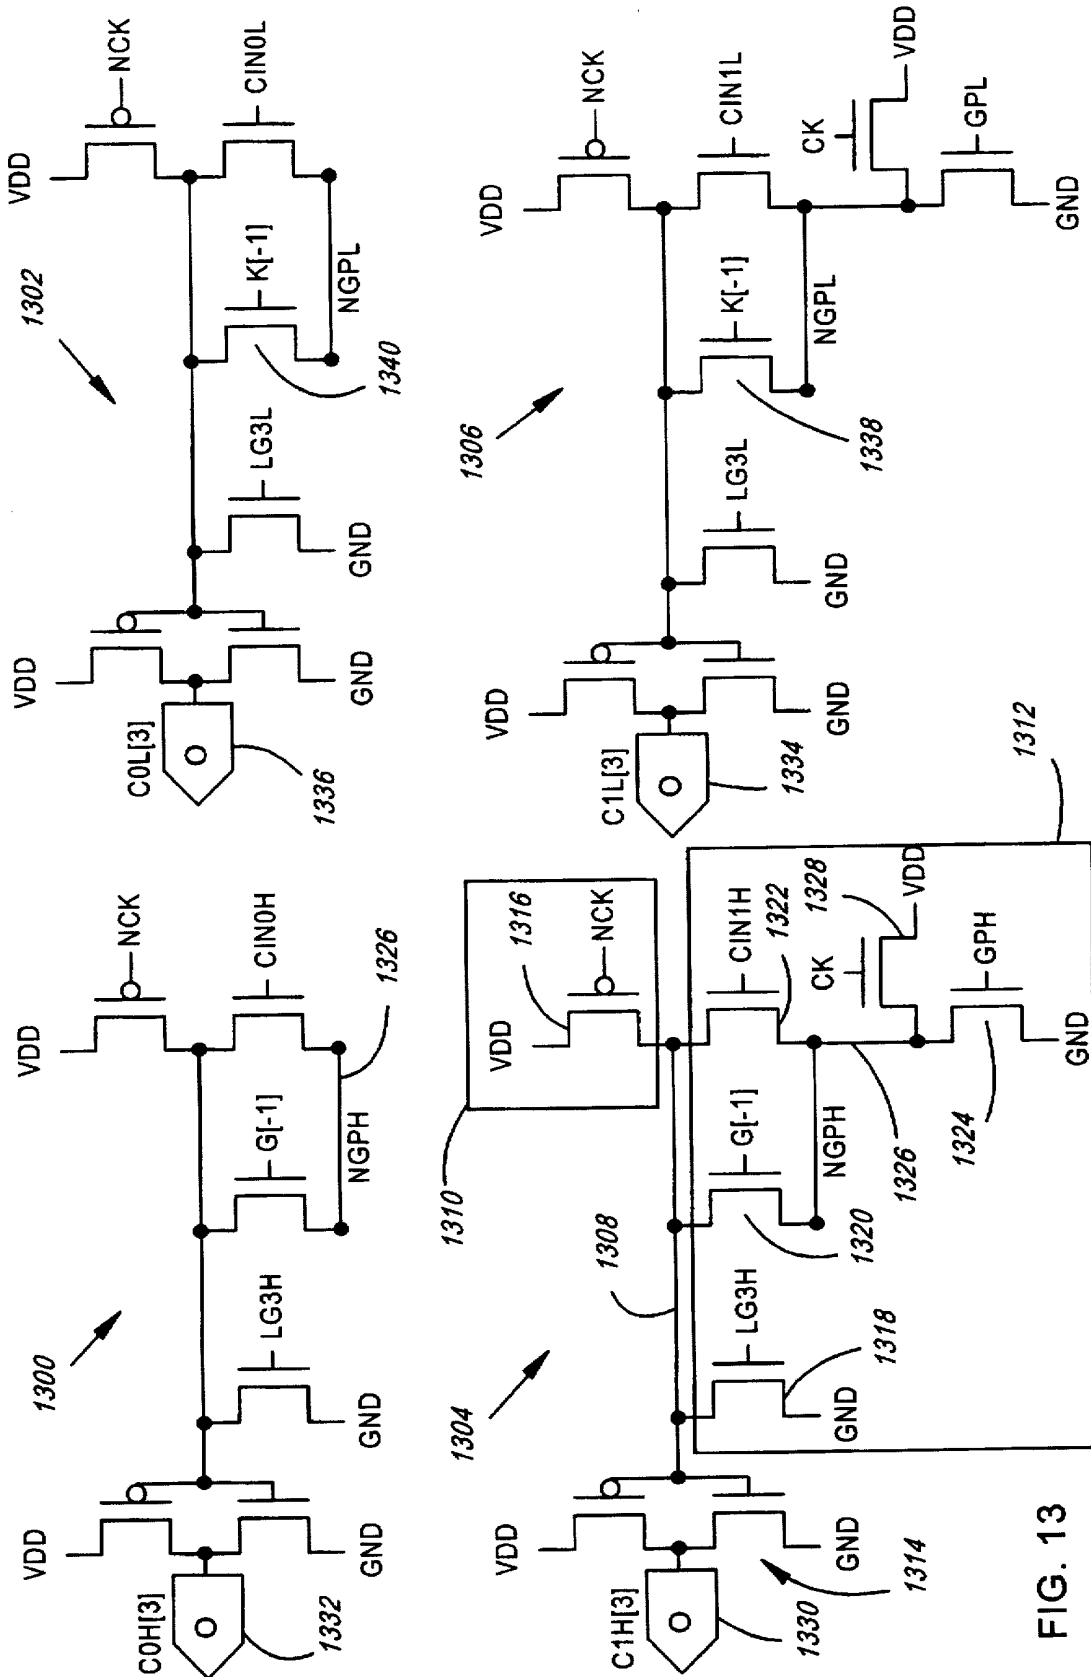 1300
VDD
NCK
C0H[3]
LG3H
G[-1]
CIN0H
NGPH
1326
GND
GND
1332
1302
VDD
VDD
NCK
C0L[3]
LG3L
K[-1]
CIN0L
NGPL
1340
GND
GND
1336
1304
1308
1310
VDD
VDD
1316
NCK
C1H[3]
LG3H
G[-1]
CIN1H
1322
NGPH
1320
CK
1328
VDD
1318
GND
GND
1326
1324
GPH
GND
1330
1314
1312
1306
VDD
VDD
NCK
C1L[3]
LG3L
K[-1]
CIN1L
NGPL
1338
CK
VDD
GND
GND
GPL
GND
1334
VDD
FIG. 13